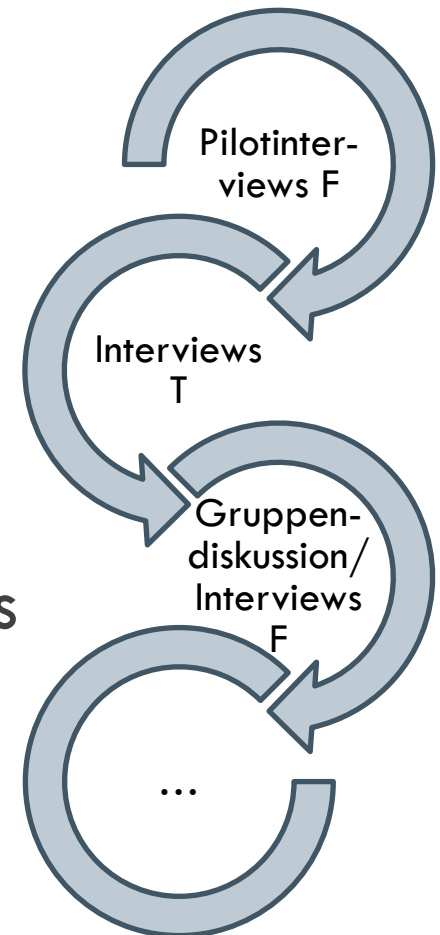 Pilotinter-
views F
Interviews
T
Gruppen-
diskussion/
Interviews
F
s
...